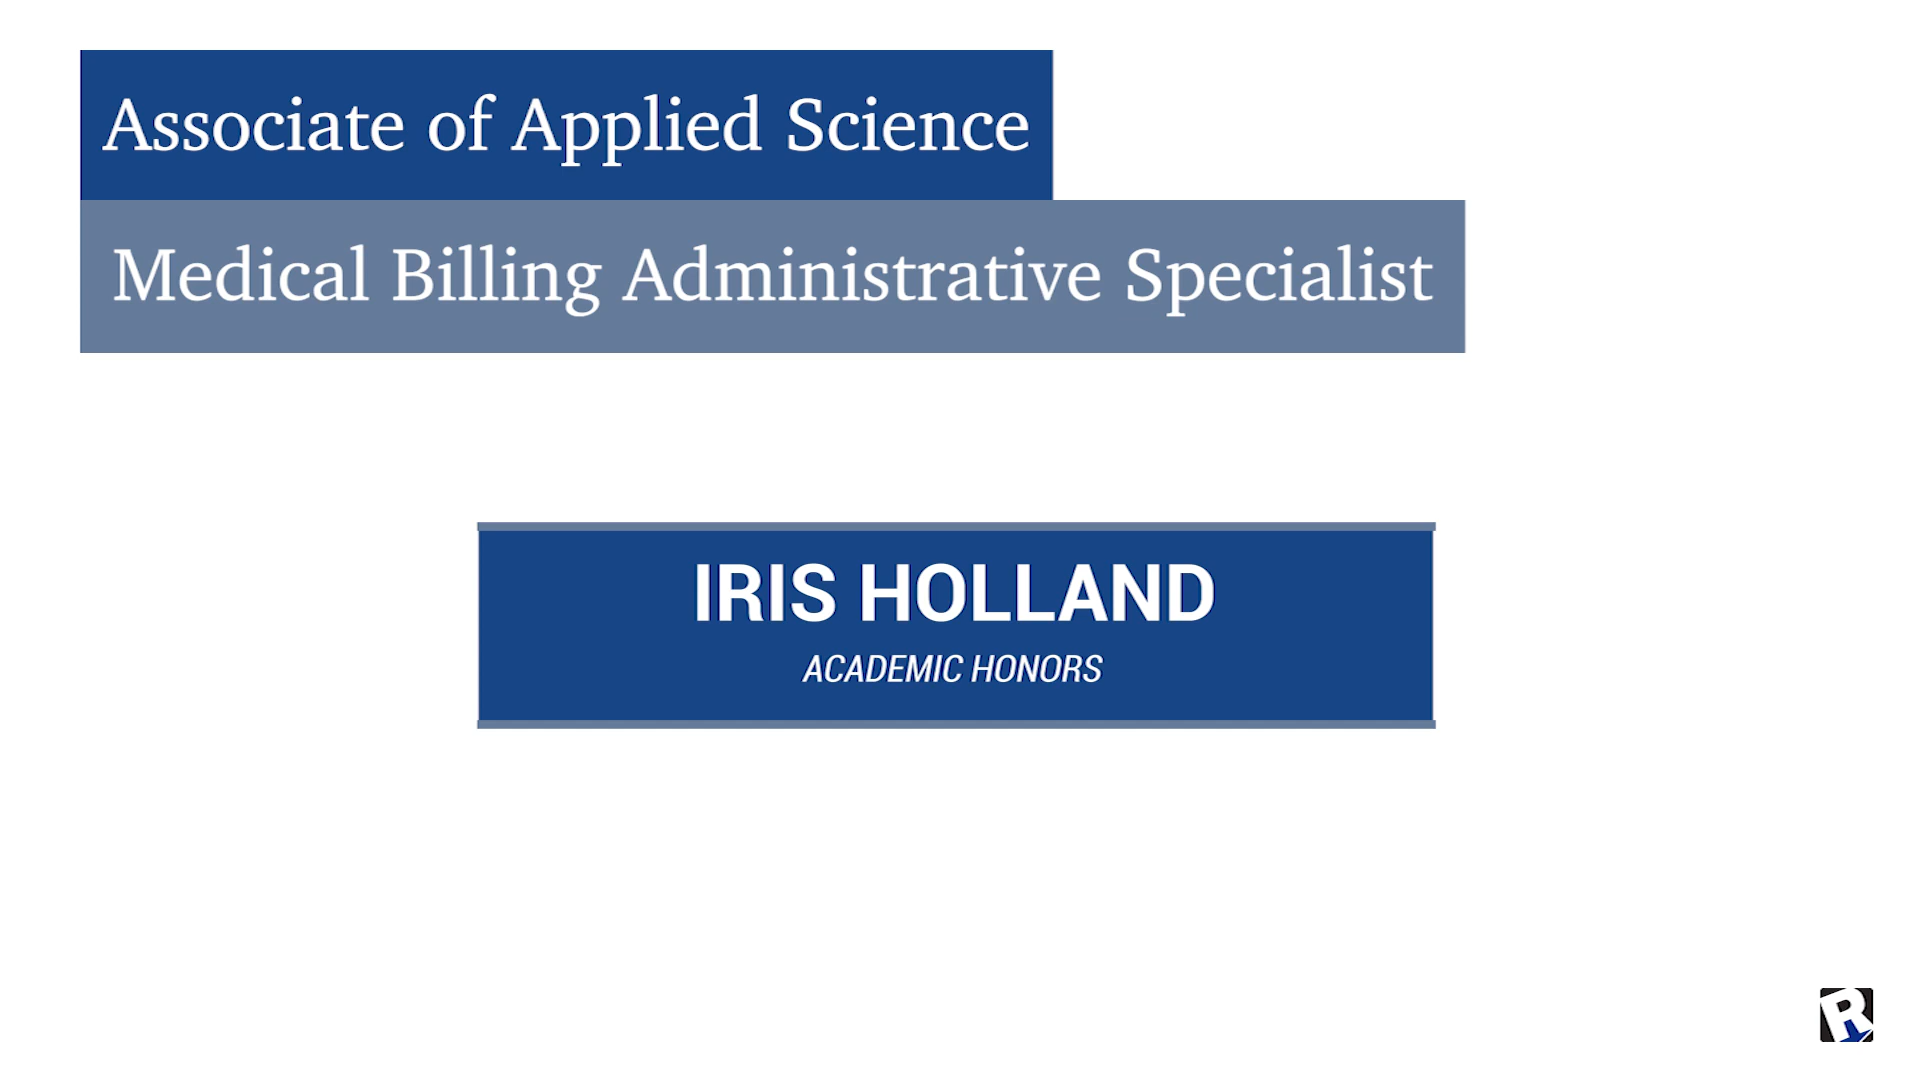 Associate of Applied Science
Medical Billing Administrative Specialist
IRIS HOLLAND
ACADEMIC HONORS
R